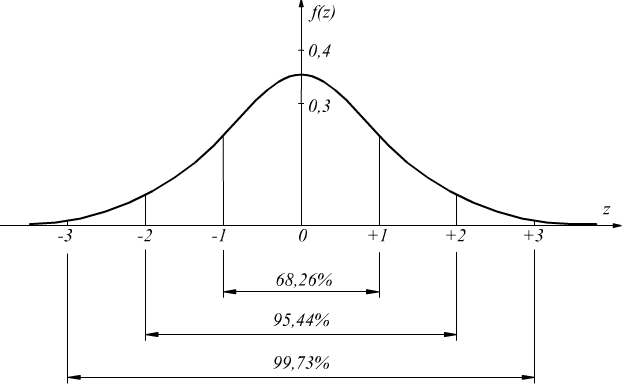 f(z)
0,4
0,3
z
-3 -2 -1 0 +1 +2 +3
68,26%
95,44%
99,73%